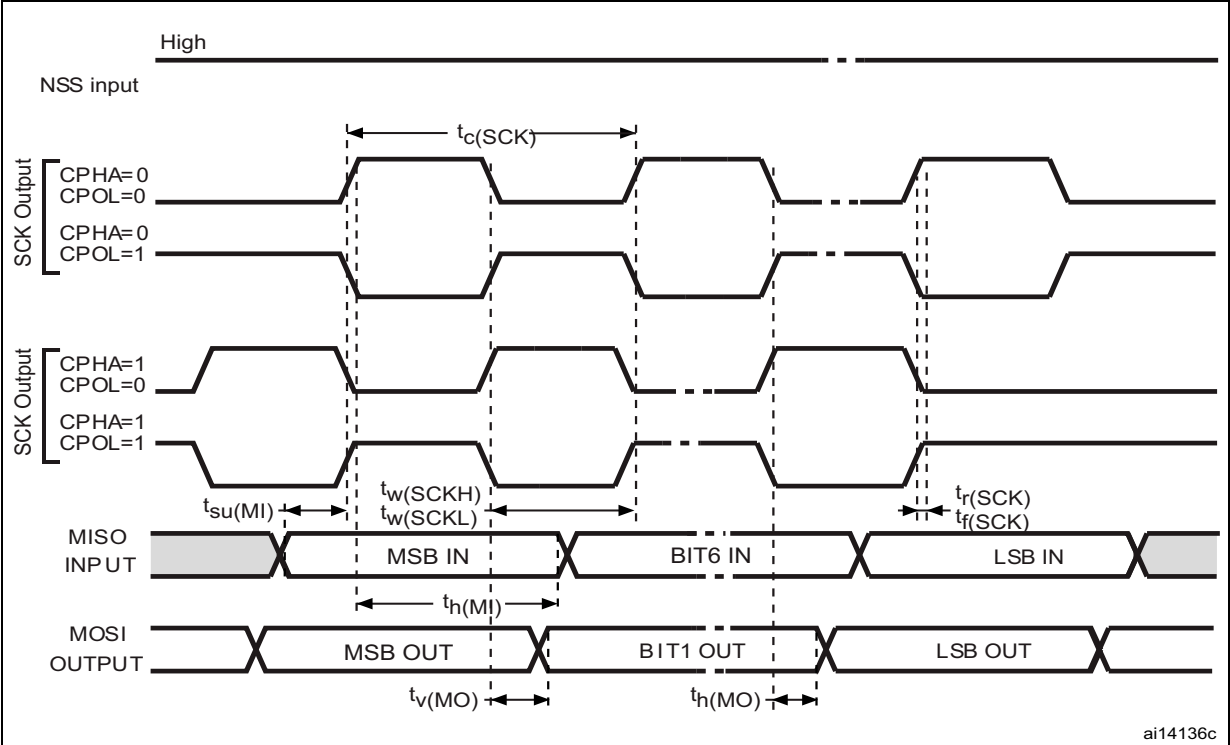 High
NSS input
tc(SCK)
SCK Output
CPHA=0
CPOL=0
CPHA=0
CPOL=1
SCK Output
CPHA=1
CPOL=0
CPHA=1
CPOL=1
tsu(MI)
tw(SCKH)
tw(SCKL)
tr(SCK)
tf(SCK)
MISO
INPUT
MSB IN
BIT6 IN
LSB IN
th(MI)
MOSI
OUTPUT
MSB OUT
BIT1 OUT
LSB OUT
tv(MO)
th(MO)
ai14136c